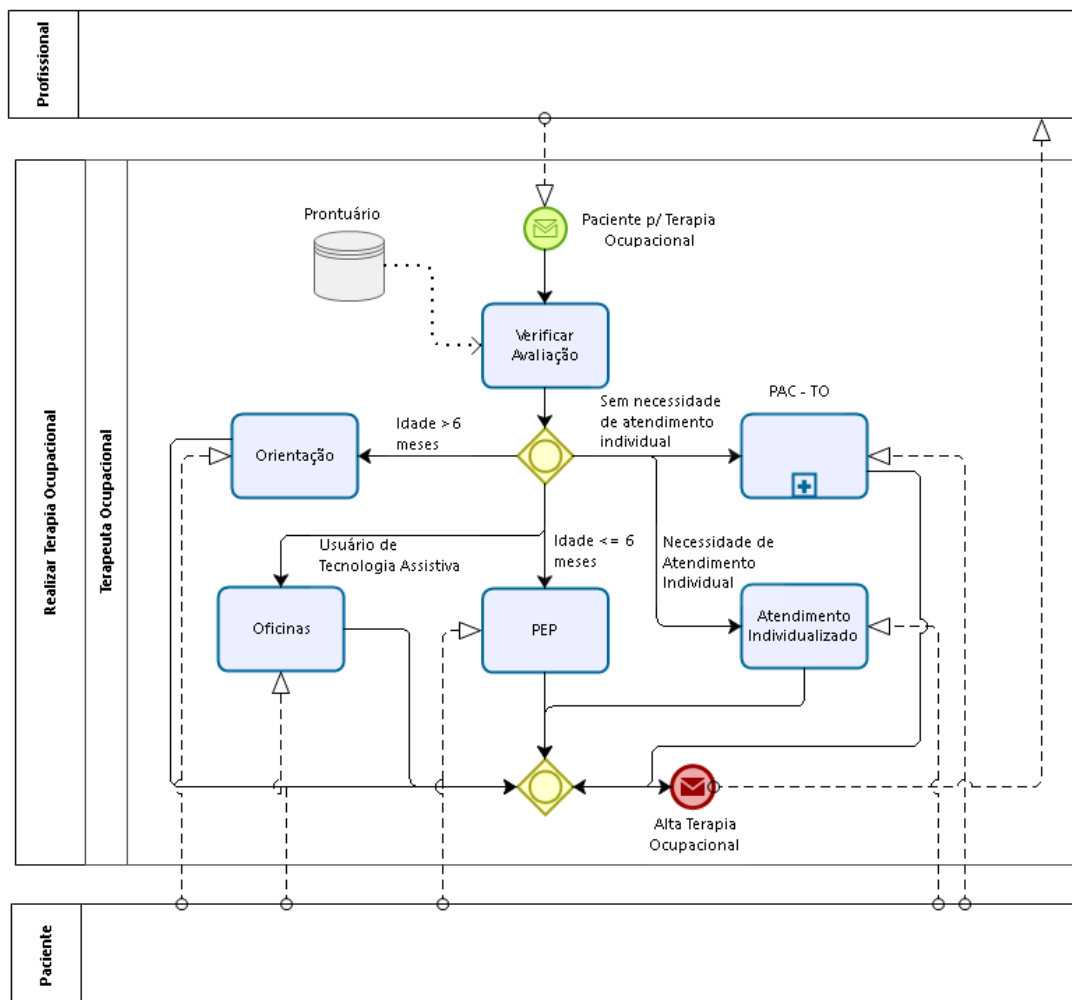 Profissional
Realizar Terapia Ocupacional
Terapeuta Ocupacional
Prontuário
Paciente p/ Terapia
Ocupacional
Verificar
Avaliação
Idade >6
meses
Sem necessidade
de atendimento
individual
PAC - TO
Orientação
Usuário de
Tecnologia Assistiva
Idade <= 6
meses
Necessidade de
Atendimento
Individual
Oficinas
PEP
Atendimento
Individualizado
Alta Terapia
Ocupacional
Paciente